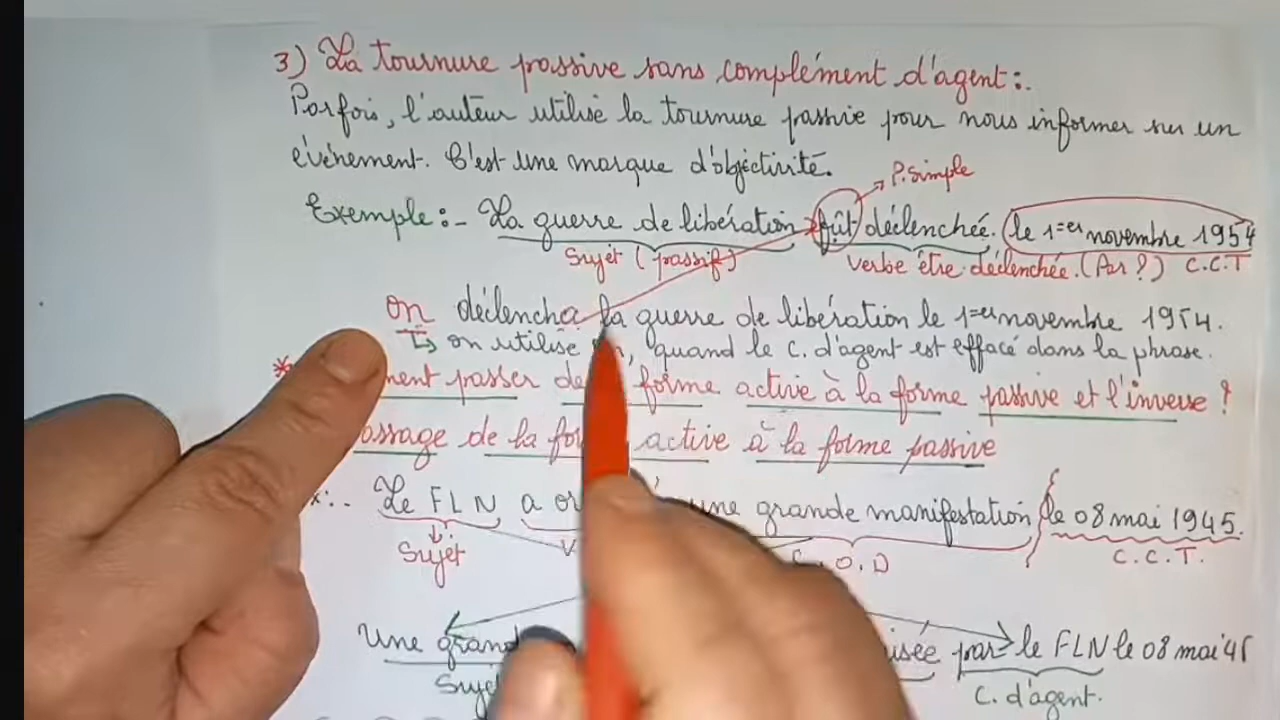 3) La tournure passive sans complément d'agent:.
Parfois, l'auteur utilise la tournure passive pour nous informer sur un
événement. C'est une marque d'objéctivité.
P. simple
Exemple:- La guerre de libération fût déclenchée. le 1er novembre 1954
Sujet (passif) verbe être déclenchée. (Par ?) C.C.T
on déclencha la guerre de libération le 1er novembre 1954.
↳ on utilise, quand le c. d'agent est effacé dans la phrase.
* passer de forme active à la forme passive et l'inverse ?
de la active à la forme passive
Le FLN a une grande manifestation le 08 mai 1945.
Sujet V C.O.D C.C.T.
Une par le FLN le 08 mai 45
C. d'agent.